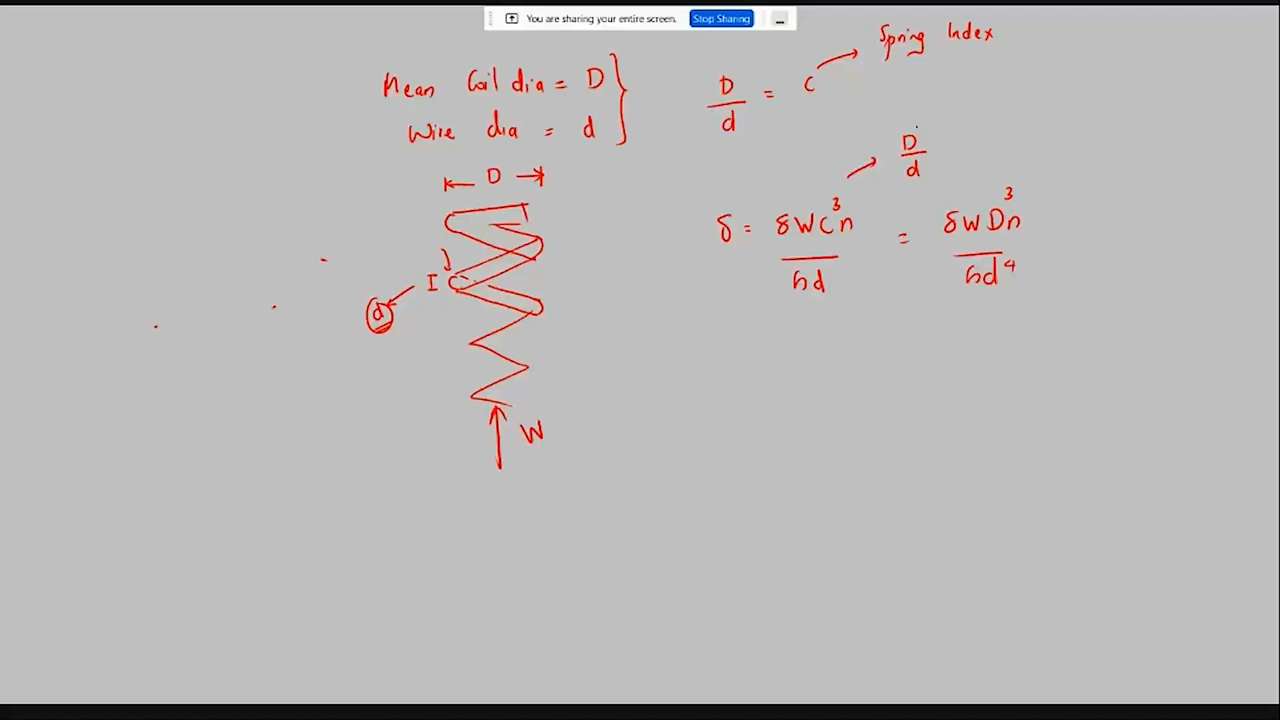 You are sharing your entire screen. Stop Sharing
Spring Index
Mean Coil dia = D
Wire dia = d
D/d = C
D
D/d
δ = 8WC³n/Gd = 8WD³n/Gd⁴
d
W